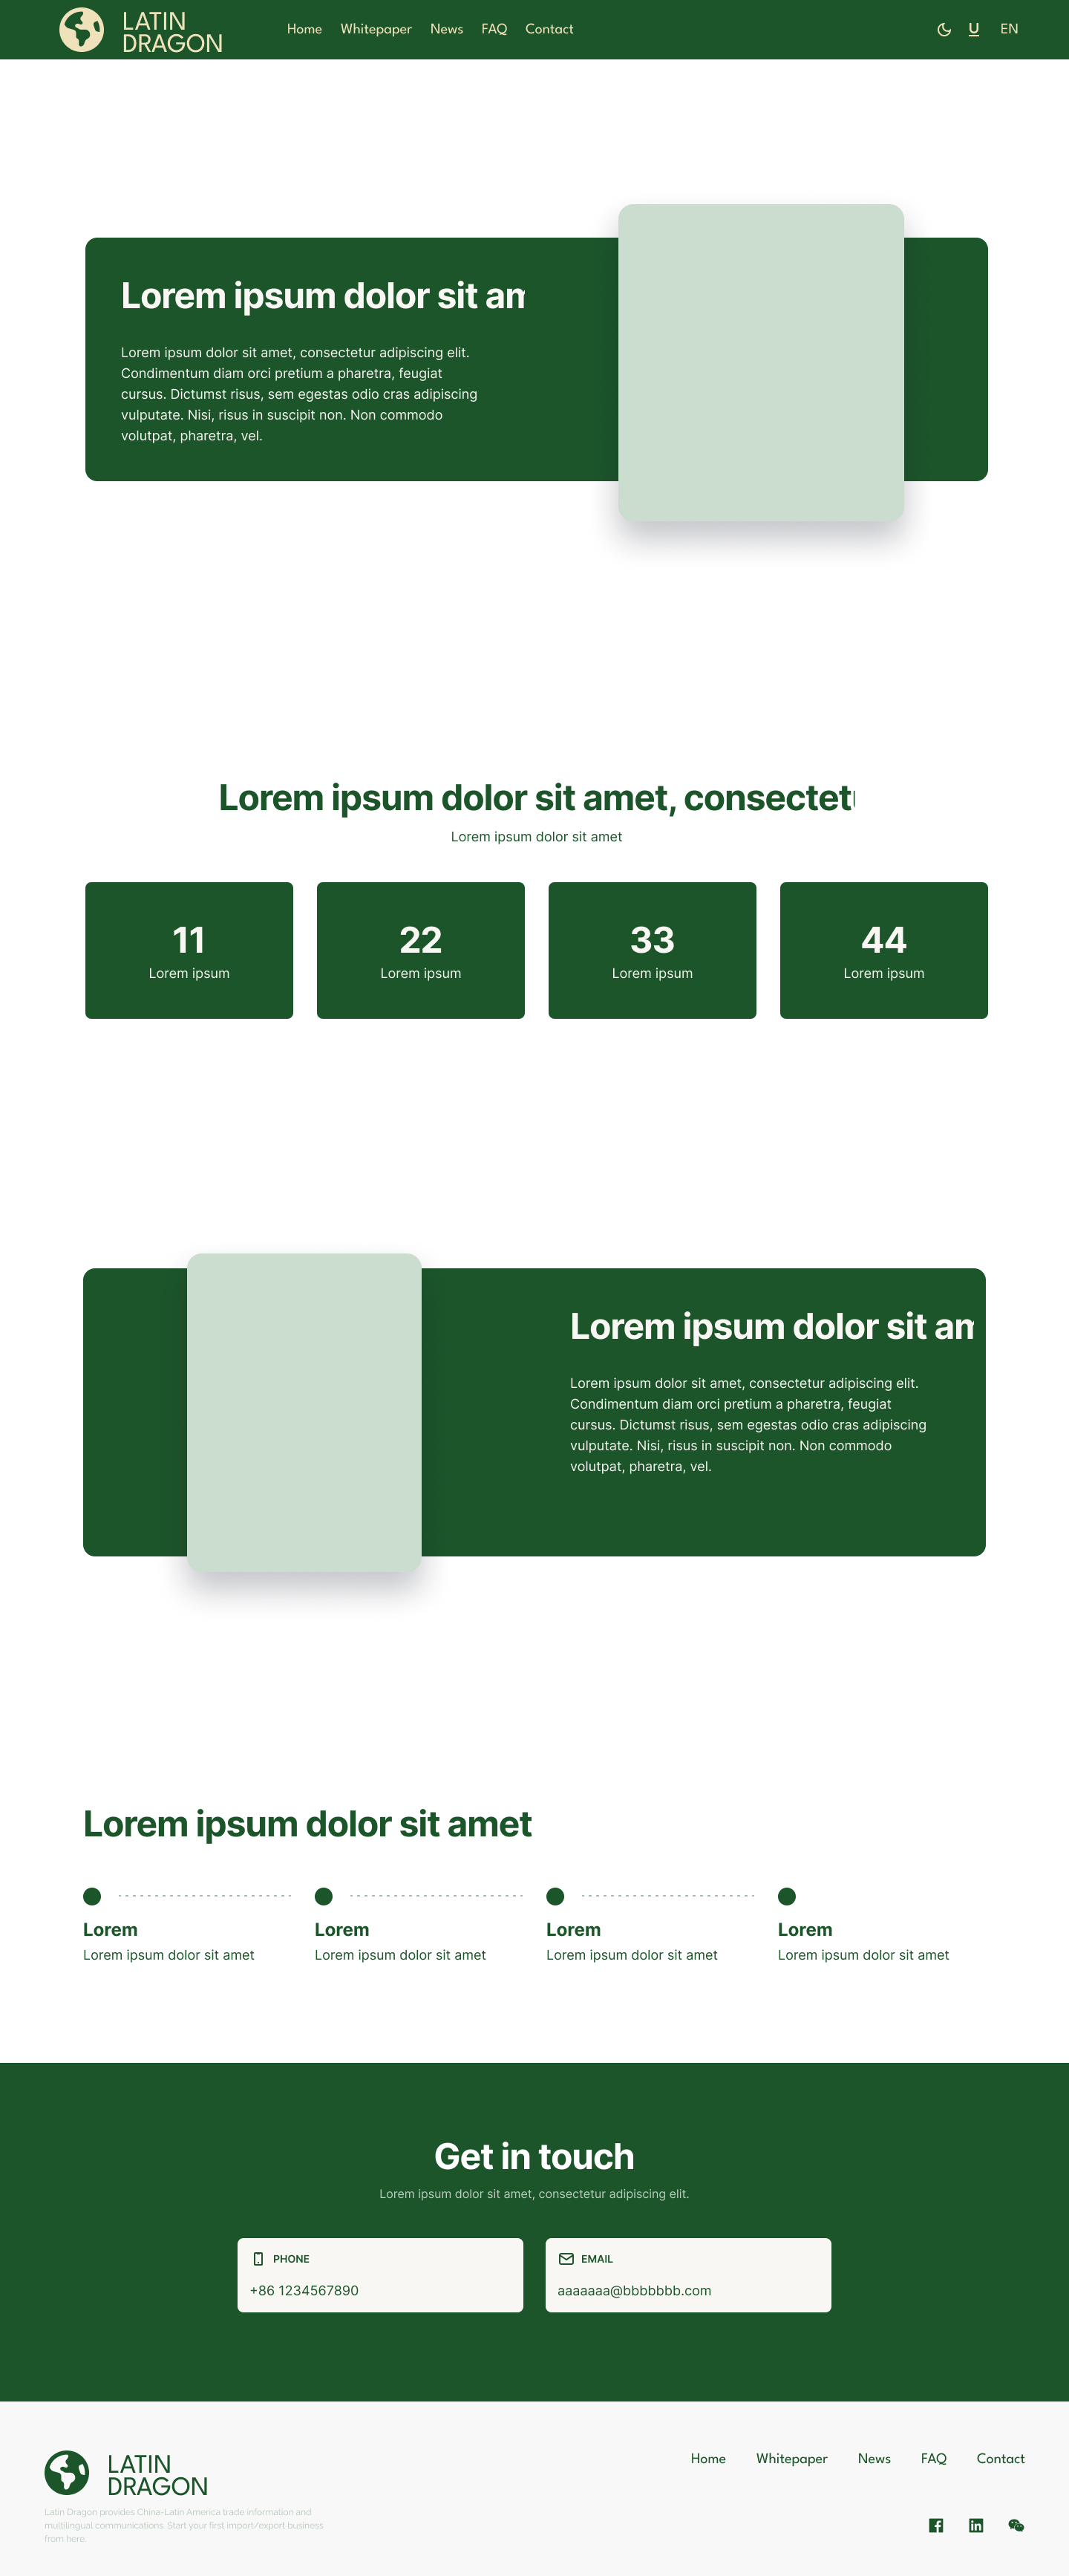 LATIN
DRAGON
Home Whitepaper News FAQ Contact
U EN
Lorem ipsum dolor sit am
Lorem ipsum dolor sit amet, consectetur adipiscing elit.
Condimentum diam orci pretium a pharetra, feugiat
cursus. Dictumst risus, sem egestas odio cras adipiscing
vulputate. Nisi, risus in suscipit non. Non commodo
volutpat, pharetra, vel.
Lorem ipsum dolor sit amet, consectetu
Lorem ipsum dolor sit amet
11 22 33 44
Lorem ipsum Lorem ipsum Lorem ipsum Lorem ipsum
Lorem ipsum dolor sit am
Lorem ipsum dolor sit amet, consectetur adipiscing elit.
Condimentum diam orci pretium a pharetra, feugiat
cursus. Dictumst risus, sem egestas odio cras adipiscing
vulputate. Nisi, risus in suscipit non. Non commodo
volutpat, pharetra, vel.
Lorem ipsum dolor sit amet
Lorem Lorem Lorem Lorem
Lorem ipsum dolor sit amet Lorem ipsum dolor sit amet Lorem ipsum dolor sit amet Lorem ipsum dolor sit amet
Get in touch
Lorem ipsum dolor sit amet, consectetur adipiscing elit.
PHONE EMAIL
+86 1234567890 aaaaaaa@bbbbbbb.com
LATIN
DRAGON
Home Whitepaper News FAQ Contact
Latin Dragon provides China-Latin America trade information and
multilingual communications. Start your first import/export business
from here.